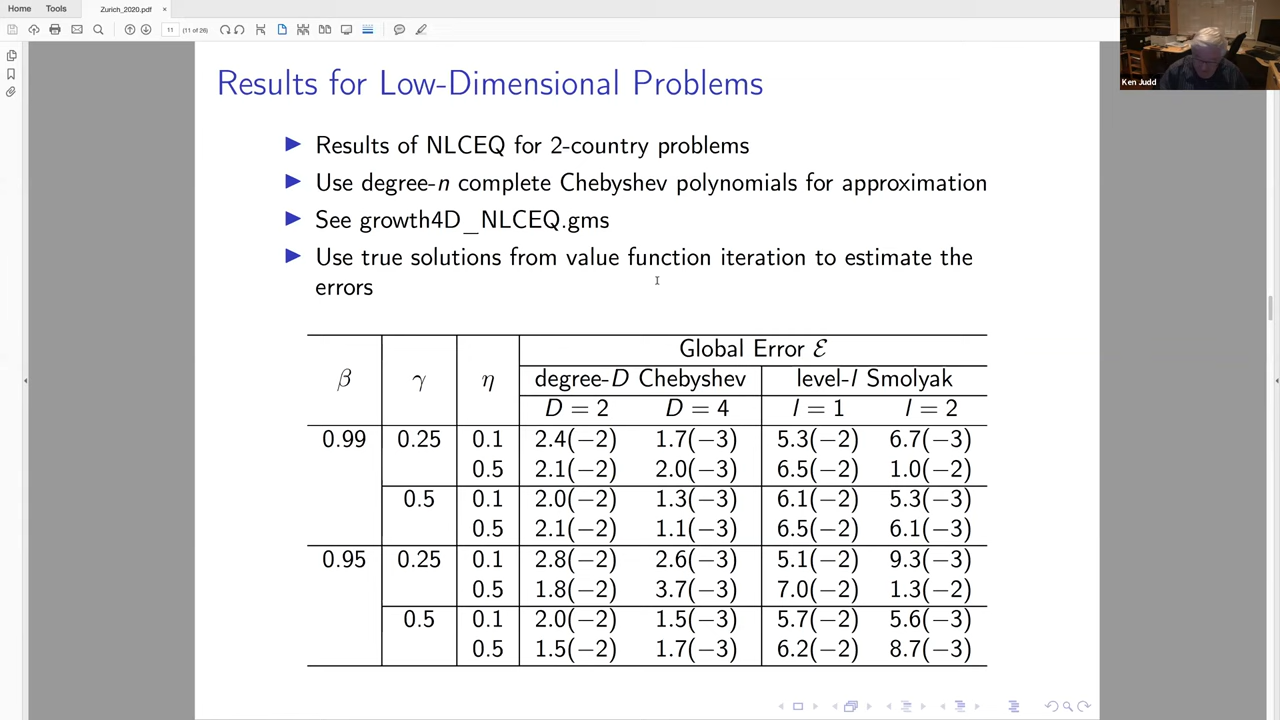 Home Tools Zurich_2020.pdf ×
11 (11 of 26)
Ken Judd
Results for Low-Dimensional Problems
▶ Results of NLCEQ for 2-country problems
▶ Use degree-n complete Chebyshev polynomials for approximation
▶ See growth4D_NLCEQ.gms
▶ Use true solutions from value function iteration to estimate the
errors
Global Error ℰ
β γ η degree-D Chebyshev level-l Smolyak
D = 2 D = 4 l = 1 l = 2
0.99 0.25 0.1 2.4(−2) 1.7(−3) 5.3(−2) 6.7(−3)
0.5 2.1(−2) 2.0(−3) 6.5(−2) 1.0(−2)
0.5 0.1 2.0(−2) 1.3(−3) 6.1(−2) 5.3(−3)
0.5 2.1(−2) 1.1(−3) 6.5(−2) 6.1(−3)
0.95 0.25 0.1 2.8(−2) 2.6(−3) 5.1(−2) 9.3(−3)
0.5 1.8(−2) 3.7(−3) 7.0(−2) 1.3(−2)
0.5 0.1 2.0(−2) 1.5(−3) 5.7(−2) 5.6(−3)
0.5 1.5(−2) 1.7(−3) 6.2(−2) 8.7(−3)